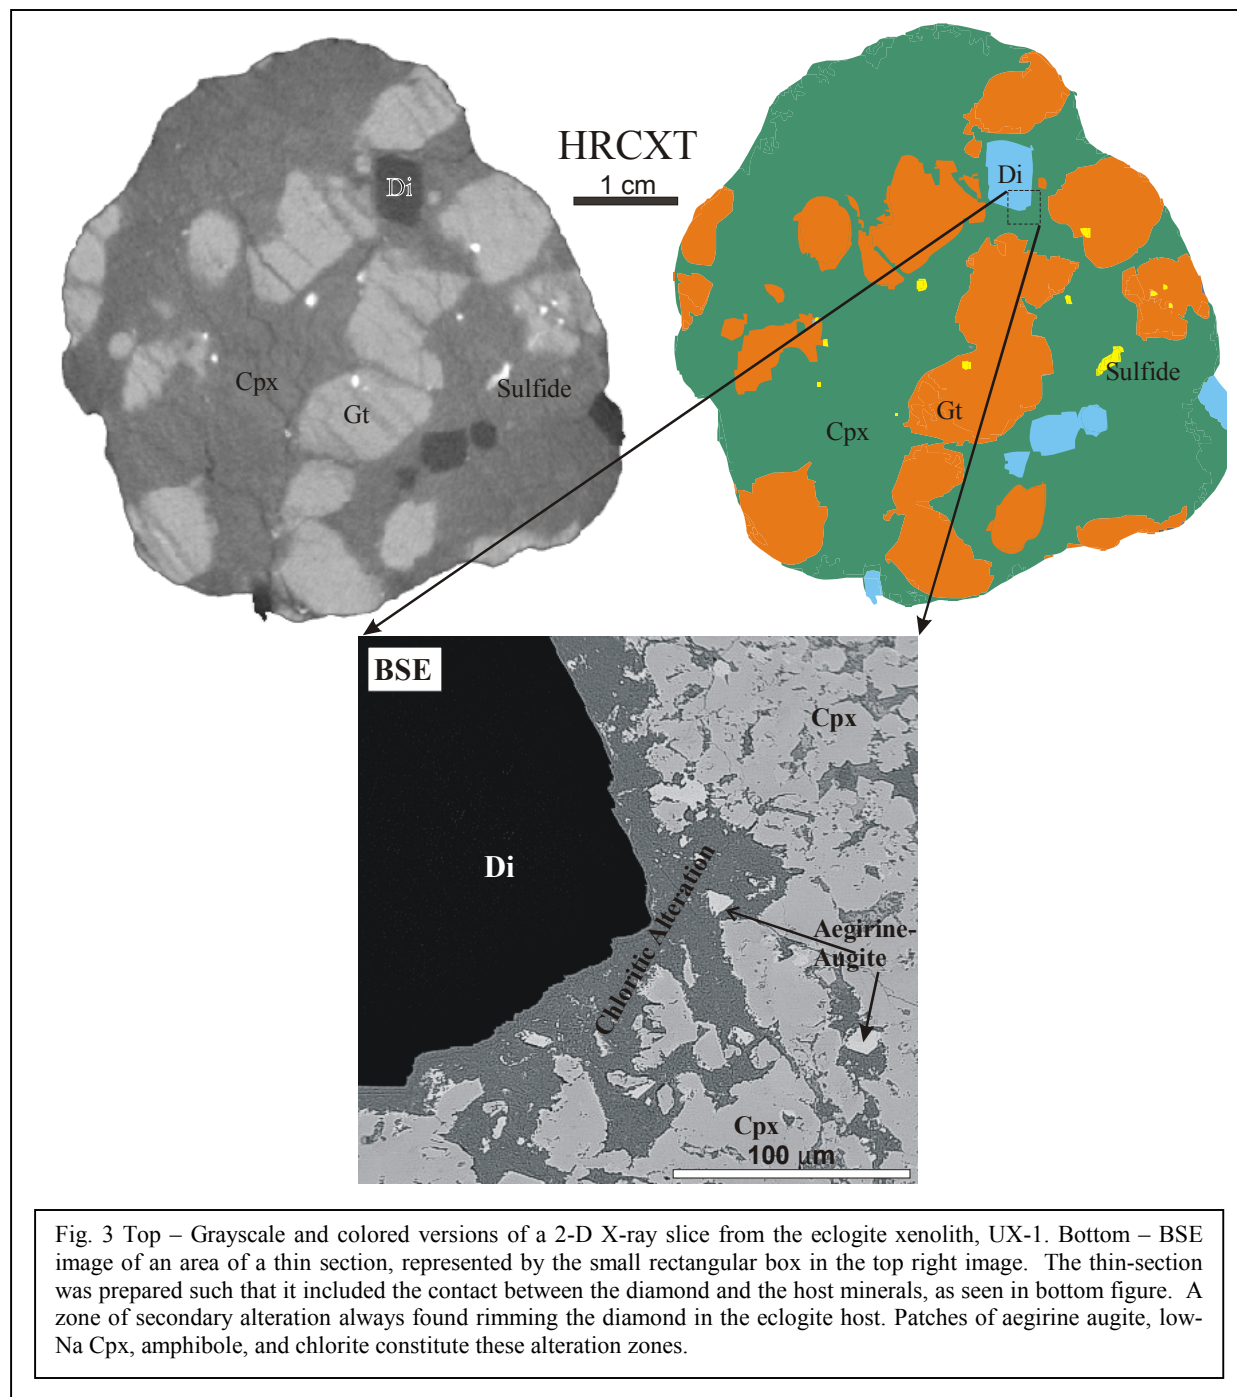 HRCXT
1 cm
Di
Di
Cpx
Gt
Sulfide
Cpx
Gt
Sulfide
BSE
Cpx
Di
Chloritic Alteration
Aegirine-
Augite
Cpx
100 µm
Fig. 3 Top – Grayscale and colored versions of a 2-D X-ray slice from the eclogite xenolith, UX-1. Bottom – BSE
image of an area of a thin section, represented by the small rectangular box in the top right image. The thin-section
was prepared such that it included the contact between the diamond and the host minerals, as seen in bottom figure. A
zone of secondary alteration always found rimming the diamond in the eclogite host. Patches of aegirine augite, low-
Na Cpx, amphibole, and chlorite constitute these alteration zones.